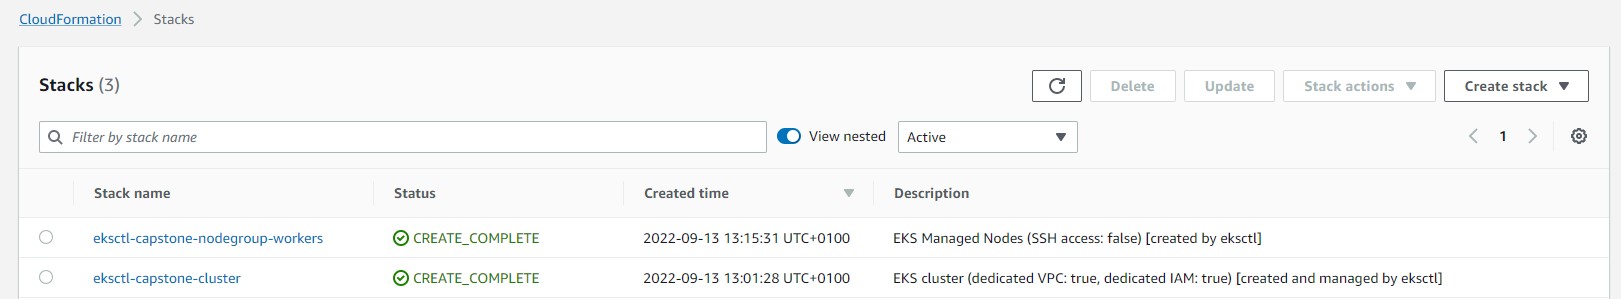 CloudFormation > Stacks
Stacks (3)
Delete
Update
Stack actions
Create stack
Filter by stack name
View nested
Active
1
Stack name Status Created time Description
eksctl-capstone-nodegroup-workers CREATE_COMPLETE 2022-09-13 13:15:31 UTC+0100 EKS Managed Nodes (SSH access: false) [created by eksctl]
eksctl-capstone-cluster CREATE_COMPLETE 2022-09-13 13:01:28 UTC+0100 EKS cluster (dedicated VPC: true, dedicated IAM: true) [created and managed by eksctl]